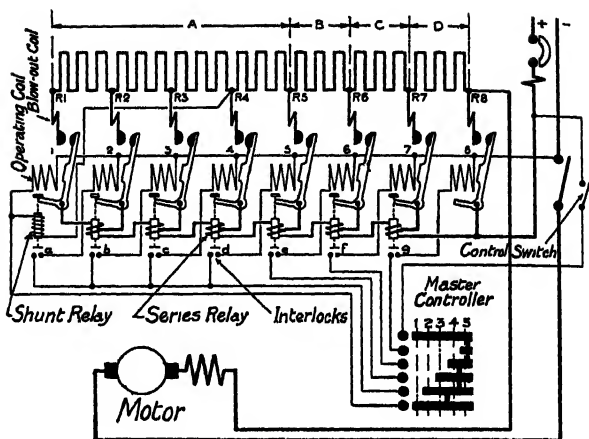 A B C D + -
R1 R2 R3 R4 R5 R6 R7 R8
Operating Coil
Blow-out Coil
2 3 4 5 6 7 8
a b c d e f g
Control Switch
Shunt Relay Series Relay Interlocks
Master
Controller
1 2 3 4 5
Motor